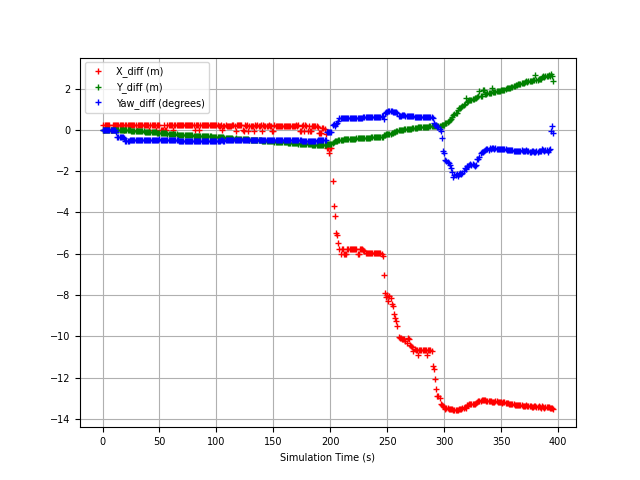 X_diff (m)
Y_diff (m)
Yaw_diff (degrees)
2
0
−2
−4
−6
−8
−10
−12
−14
0 50 100 150 200 250 300 350 400
Simulation Time (s)